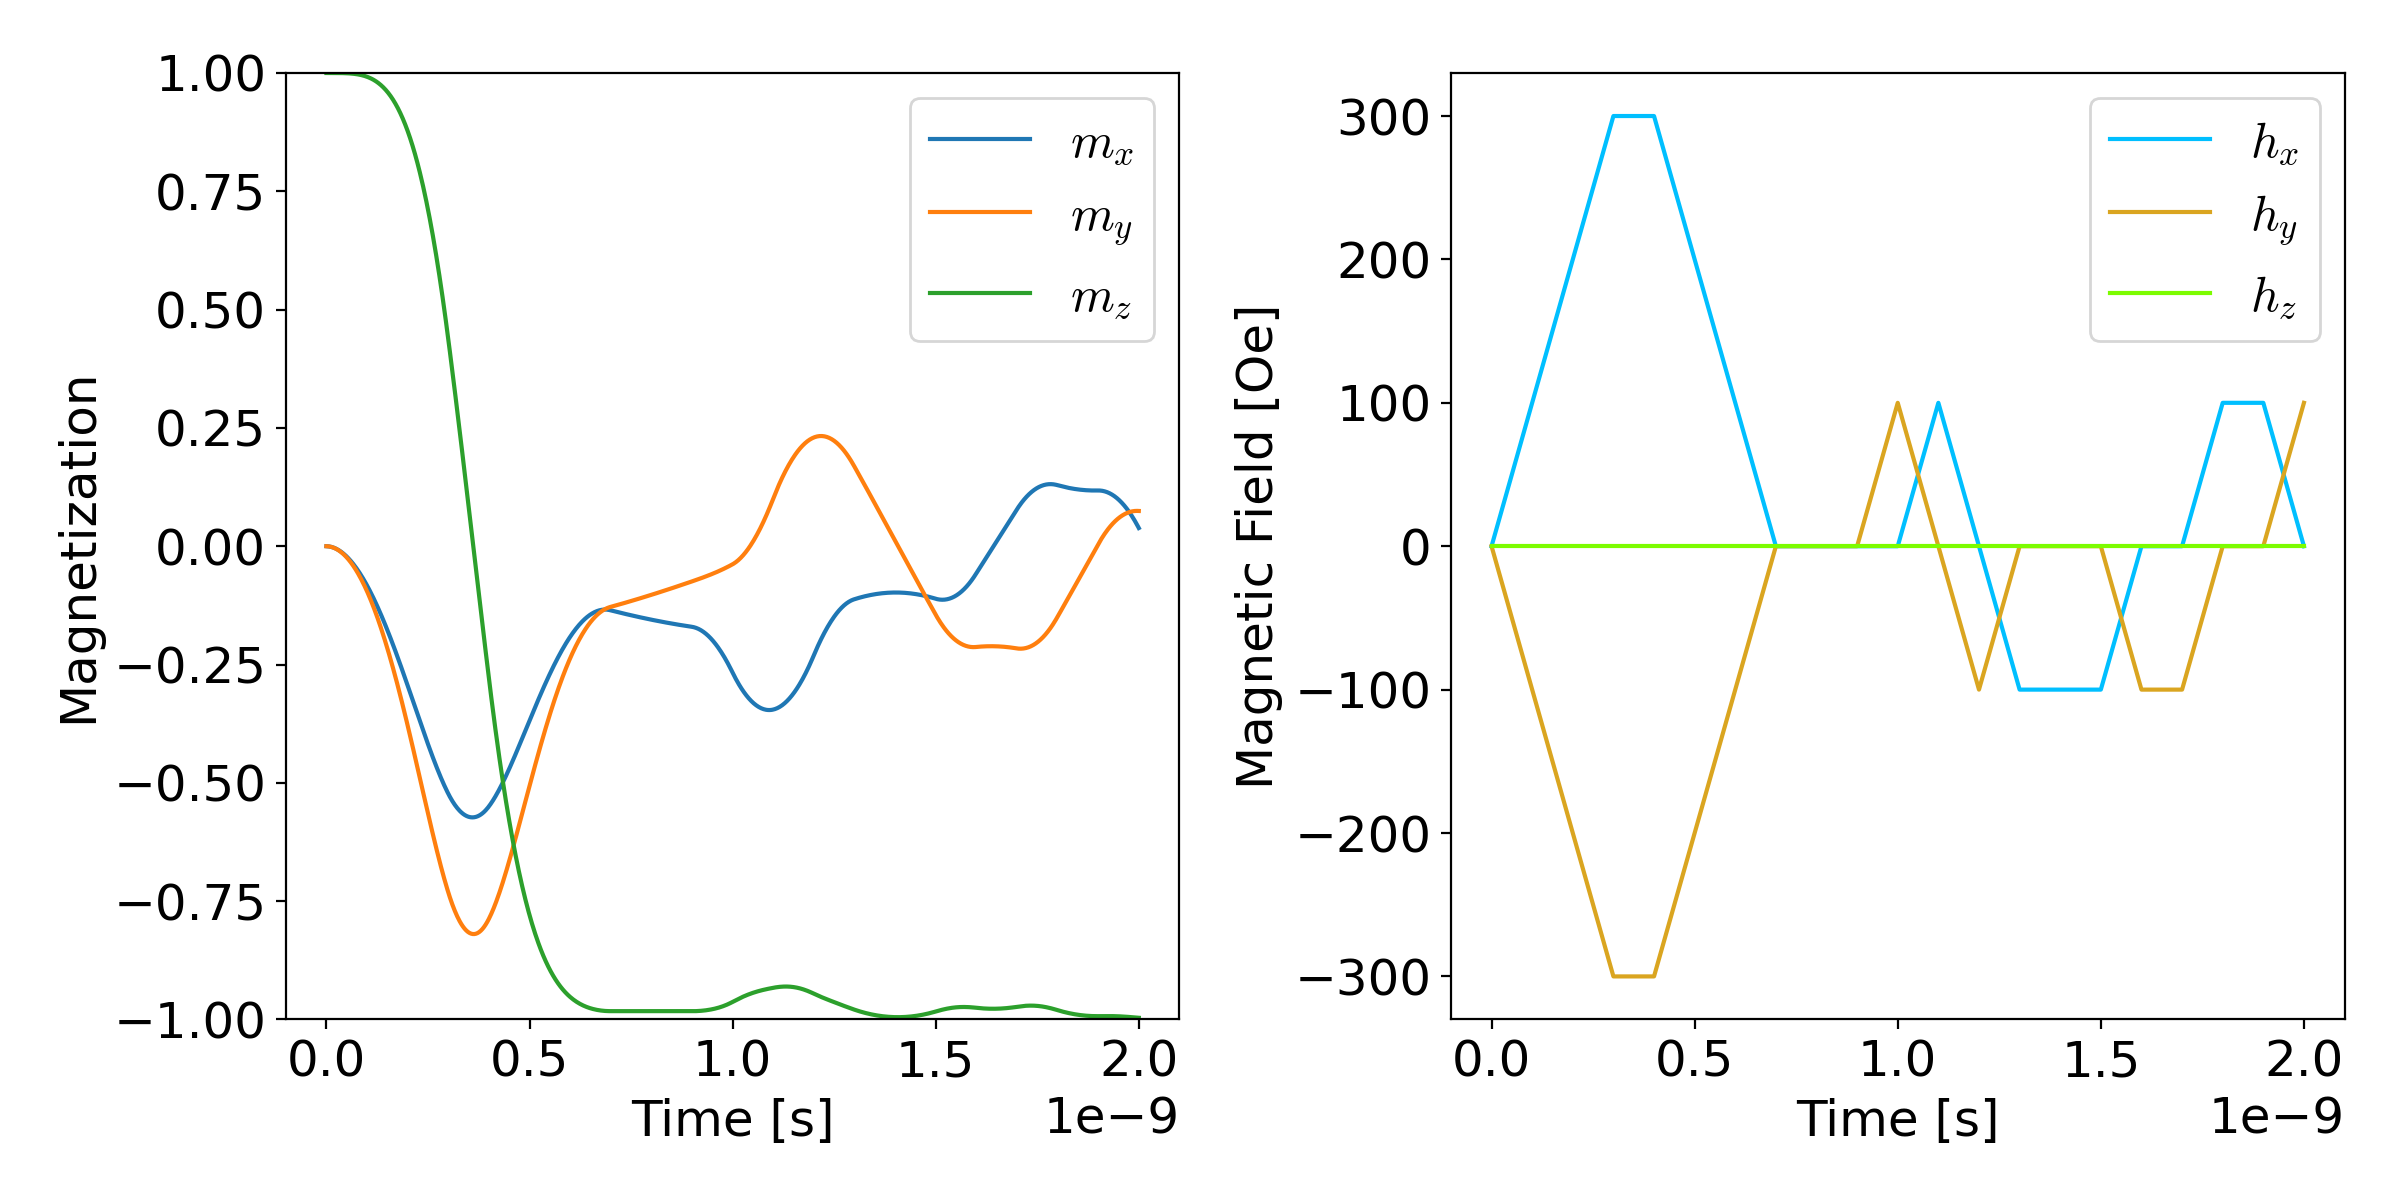 1.00
0.75
0.50
0.25
0.00
−0.25
−0.50
−0.75
−1.00
Magnetization
0.0 0.5 1.0 1.5 2.0
Time [s]
1e−9
m_x
m_y
m_z
300
200
100
0
−100
−200
−300
Magnetic Field [Oe]
0.0 0.5 1.0 1.5 2.0
Time [s]
1e−9
h_x
h_y
h_z